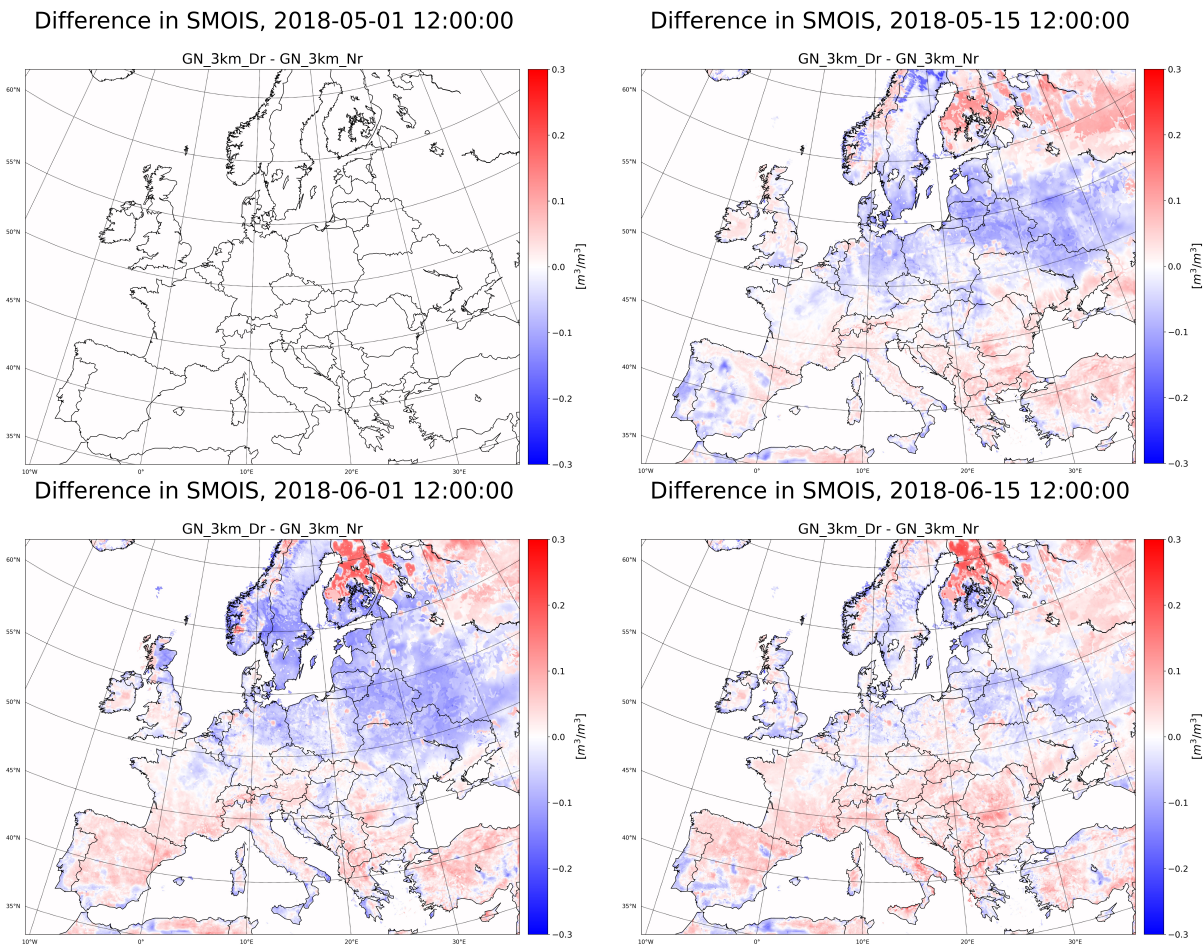 Difference in SMOIS, 2018-05-01 12:00:00
GN_3km_Dr - GN_3km_Nr
60°N
55°N
50°N
45°N
40°N
35°N
10°W
0°
10°E
20°E
30°E
0.3
0.2
0.1
0.0
−0.1
−0.2
−0.3
[m³/m³]
Difference in SMOIS, 2018-05-15 12:00:00
GN_3km_Dr - GN_3km_Nr
60°N
55°N
50°N
45°N
40°N
35°N
10°W
0°
10°E
20°E
30°E
0.3
0.2
0.1
0.0
−0.1
−0.2
−0.3
[m³/m³]
Difference in SMOIS, 2018-06-01 12:00:00
GN_3km_Dr - GN_3km_Nr
60°N
55°N
50°N
45°N
40°N
35°N
10°W
0°
10°E
20°E
30°E
0.3
0.2
0.1
0.0
−0.1
−0.2
−0.3
[m³/m³]
Difference in SMOIS, 2018-06-15 12:00:00
GN_3km_Dr - GN_3km_Nr
60°N
55°N
50°N
45°N
40°N
35°N
10°W
0°
10°E
20°E
30°E
0.3
0.2
0.1
0.0
−0.1
−0.2
−0.3
[m³/m³]